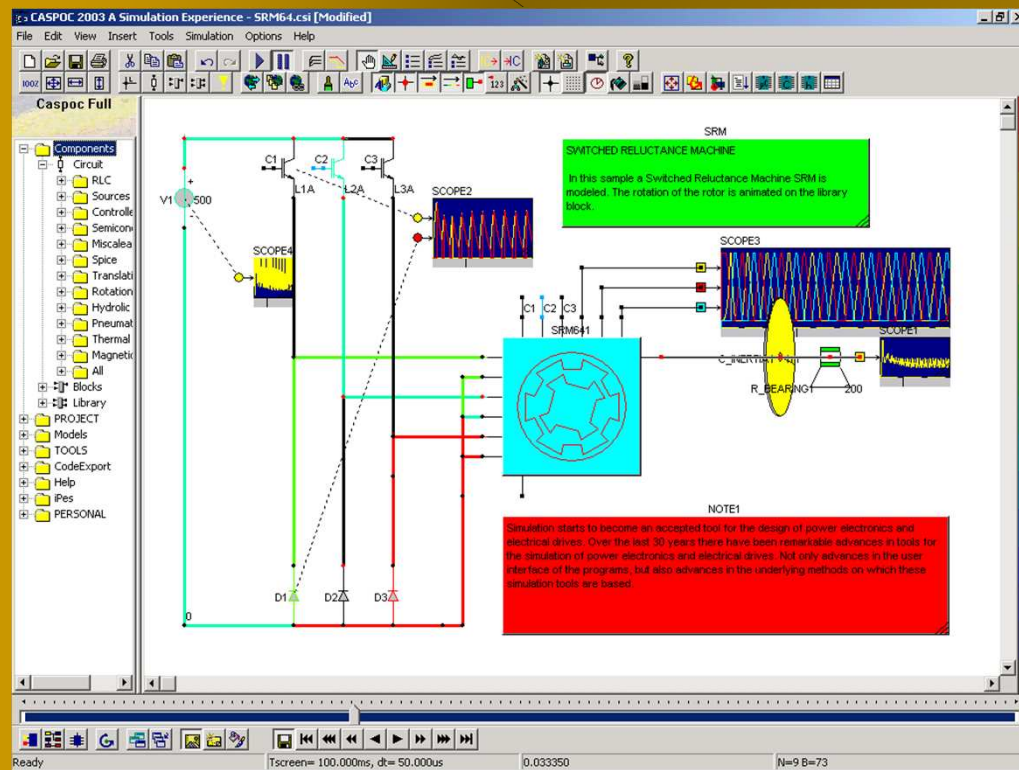 CASPOC 2003 A Simulation Experience - SRM64.csi [Modified]
File Edit View Insert Tools Simulation Options Help
100%
Abc
123
Caspoc Full
Components
Circuit
RLC
Sources
Controlle
Semicon
Miscalea
Spice
Translati
Rotation
Hydrolic
Pneumat
Thermal
Magnetic
All
Blocks
Library
PROJECT
Models
TOOLS
CodeExport
Help
iPes
PERSONAL
C1 C2 C3
L1A L2A L3A
V1 + 500
SCOPE4
SCOPE2
SRM
SWITCHED RELUCTANCE MACHINE
In this sample a Switched Reluctance Machine SRM is
modeled. The rotation of the rotor is animated on the library
block.
SCOPE3
C1 C2 C3
SRM641
SCOPE1
R_BEARING1 200
D1 D2 D3
0
NOTE1
Simulation starts to become an accepted tool for the design of power electronics and
electrical drives. Over the last 30 years there have been remarkable advances in tools for
the simulation of power electronics and electrical drives. Not only advances in the user
interface of the programs, but also advances in the underlying methods on which these
simulation tools are based.
Ready Tscreen= 100.000ms, dt= 50.000us 0.033350 N=9 B=73